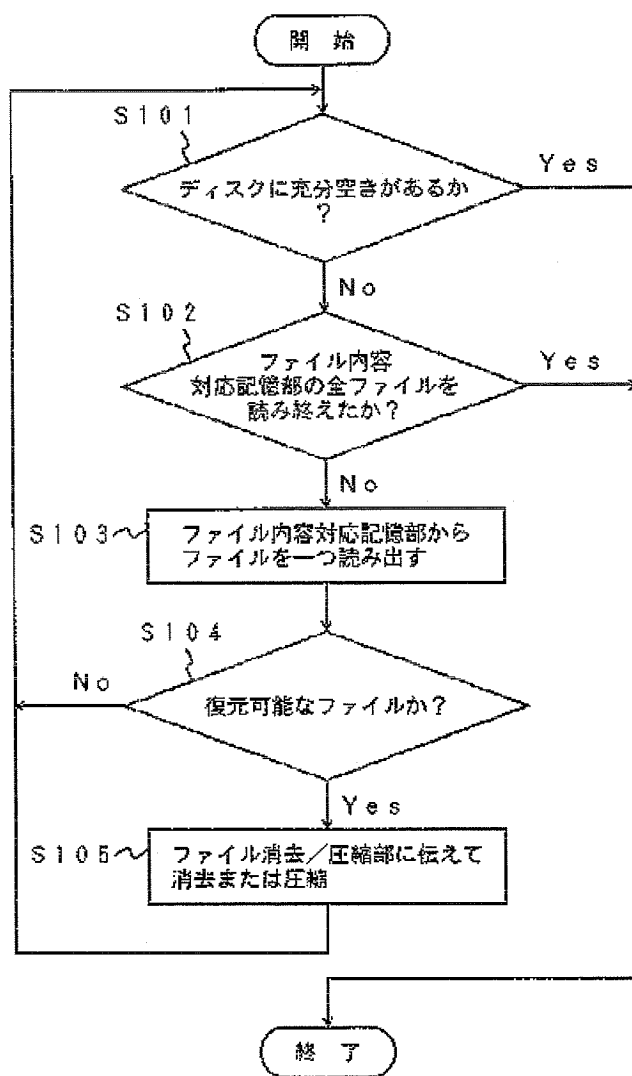 開 始
S101
ディスクに充分空きがあるか
?
Yes
No
S102
ファイル内容
対応記憶部の全ファイルを
読み終えたか?
Yes
No
S103
ファイル内容対応記憶部から
ファイルを一つ読み出す
S104
No
復元可能なファイルか?
Yes
S105
ファイル消去/圧縮部に伝えて
消去または圧縮
終 了